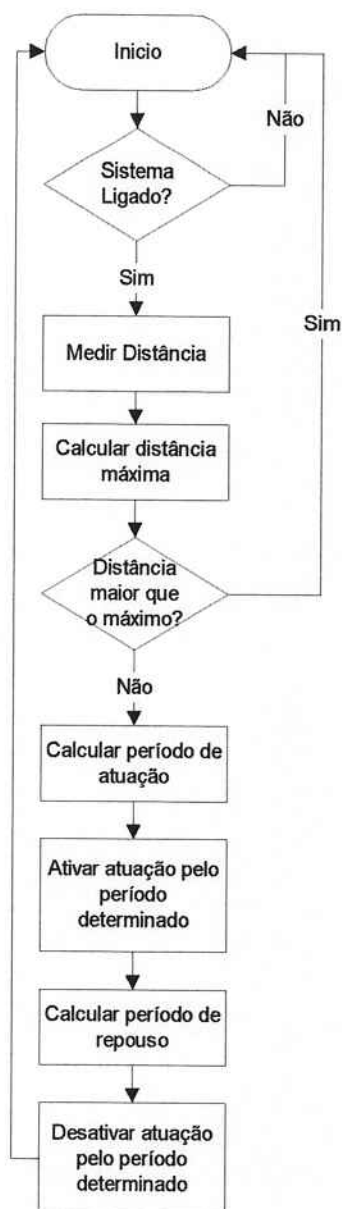 Inicio
Não
Sistema
Ligado?
Sim
Sim
Medir Distância
Calcular distância
máxima
Distância
maior que
o máximo?
Não
Calcular período de
atuação
Ativar atuação pelo
período
determinado
Calcular período de
repouso
Desativar atuação
pelo período
determinado